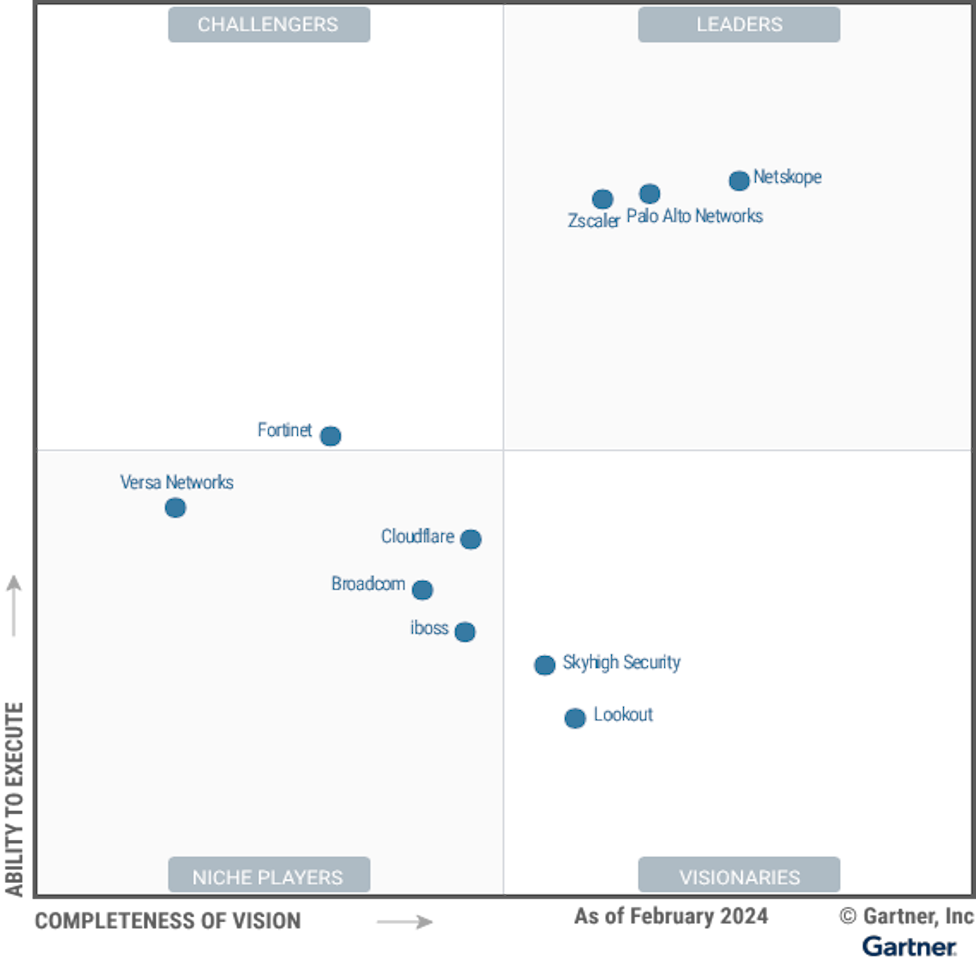 CHALLENGERS
LEADERS
Netskope
Zscaler
Palo Alto Networks
Fortinet
Versa Networks
Cloudflare
Broadcom
iboss
Skyhigh Security
Lookout
ABILITY TO EXECUTE
NICHE PLAYERS
VISIONARIES
COMPLETENESS OF VISION
As of February 2024
© Gartner, Inc
Gartner.